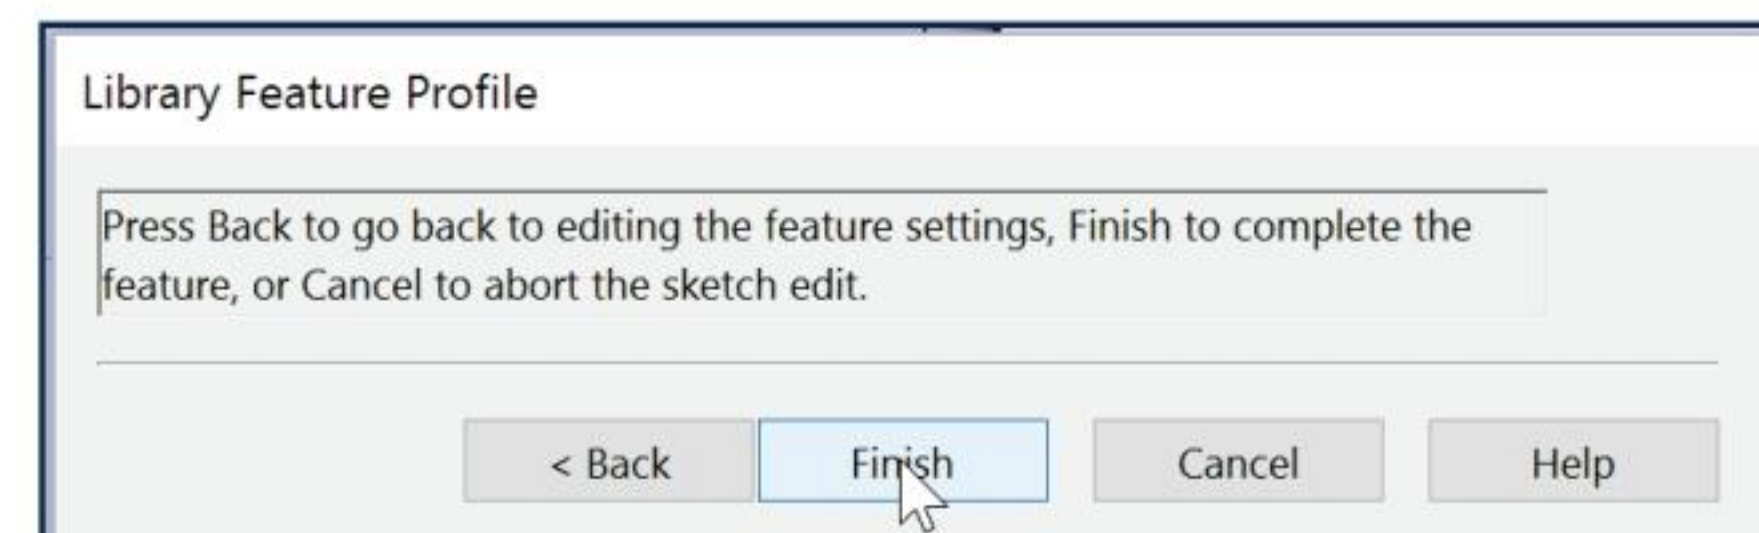 Library Feature Profile
Press Back to go back to editing the feature settings, Finish to complete the
feature, or Cancel to abort the sketch edit.
< Back Finish Cancel Help